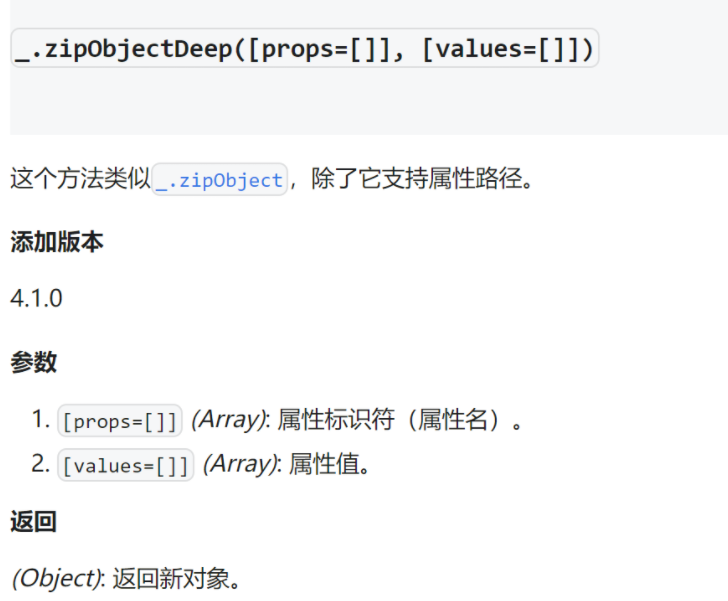 _.zipObjectDeep([props=[]], [values=[]])
这个方法类似_.zipObject，除了它支持属性路径。
添加版本
4.1.0
参数
1. [props=[]] (Array): 属性标识符（属性名）。
2. [values=[]] (Array): 属性值。
返回
(Object): 返回新对象。